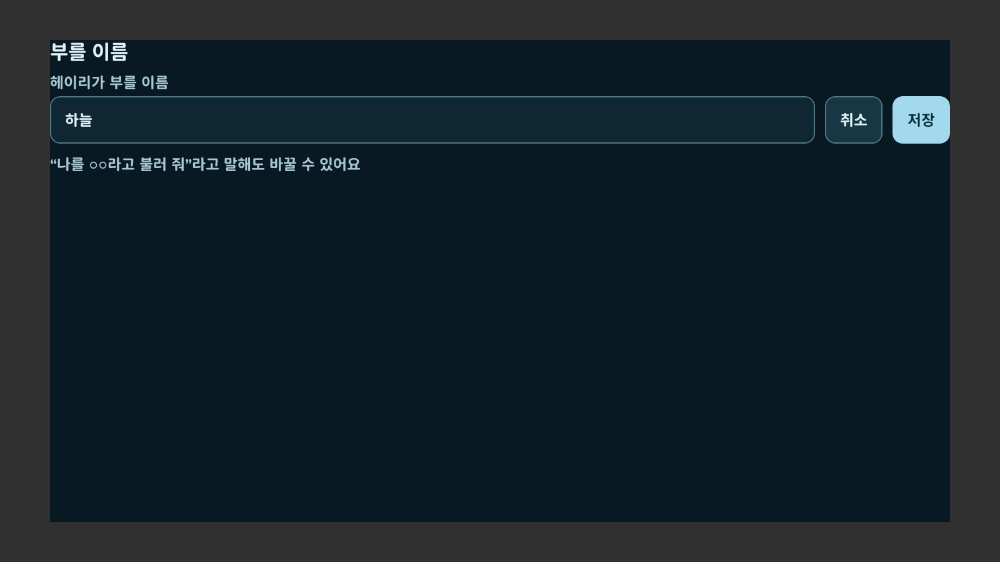 부를 이름
헤이리가 부를 이름
하늘
취소
저장
“나를 ○○라고 불러 줘”라고 말해도 바꿀 수 있어요